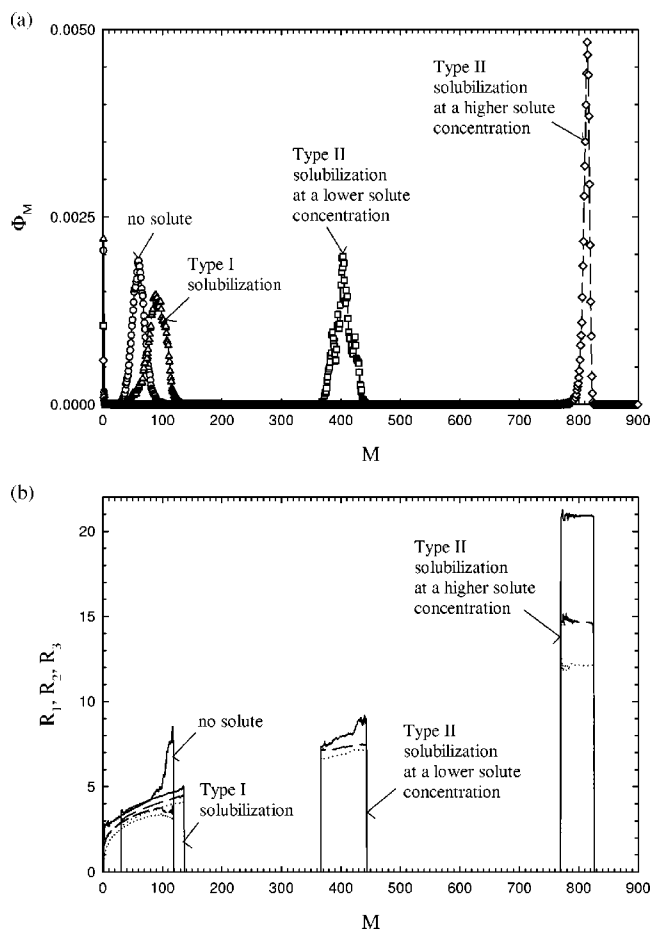 (a)
0.0050
0.0025
0.0000
Φ_M
no solute
Type I
solubilization
Type II
solubilization
at a lower solute
concentration
Type II
solubilization
at a higher solute
concentration
0 100 200 300 400 500 600 700 800 900
M
(b)
20
15
10
5
0
R_1, R_2, R_3
no solute
Type I
solubilization
Type II
solubilization
at a lower solute
concentration
Type II
solubilization
at a higher solute
concentration
0 100 200 300 400 500 600 700 800 900
M